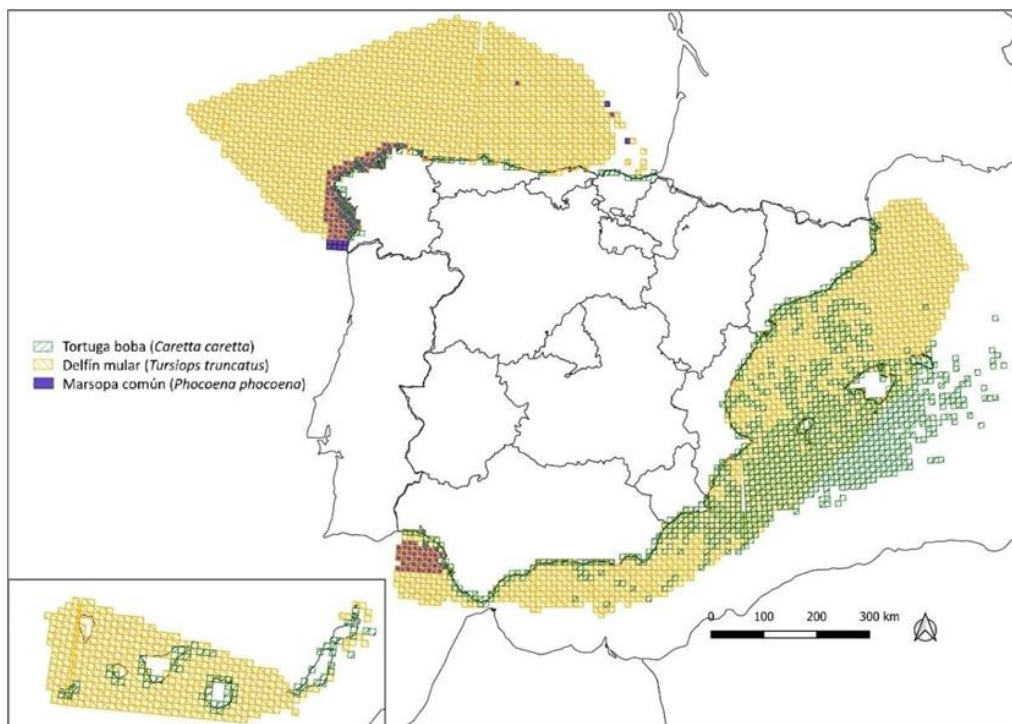 Tortuga boba (Caretta caretta)
Delfín mular (Tursiops truncatus)
Marsopa común (Phocoena phocoena)
0 100 200 300 km